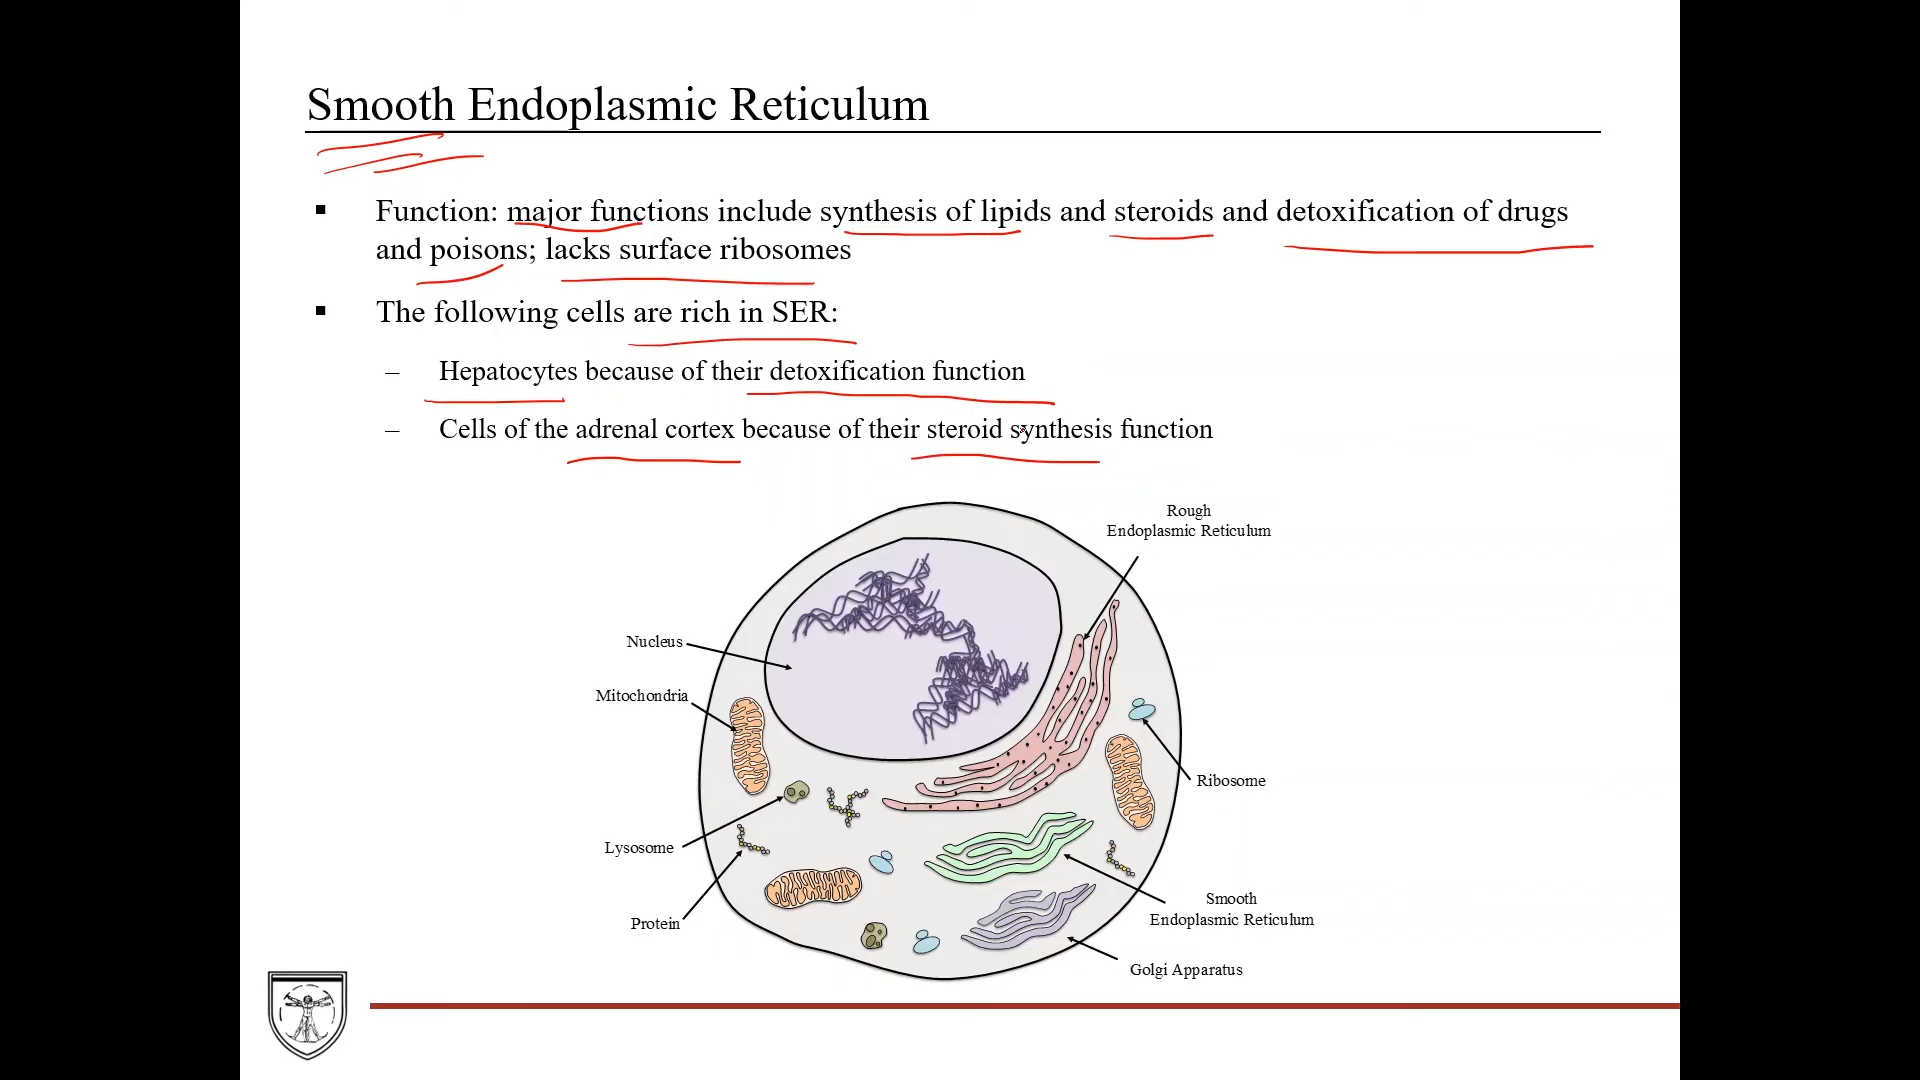 Smooth Endoplasmic Reticulum
▪ Function: major functions include synthesis of lipids and steroids and detoxification of drugs
and poisons; lacks surface ribosomes
▪ The following cells are rich in SER:
– Hepatocytes because of their detoxification function
– Cells of the adrenal cortex because of their steroid synthesis function
Rough
Endoplasmic Reticulum
Nucleus
Mitochondria
Ribosome
Lysosome
Smooth
Endoplasmic Reticulum
Protein
Golgi Apparatus